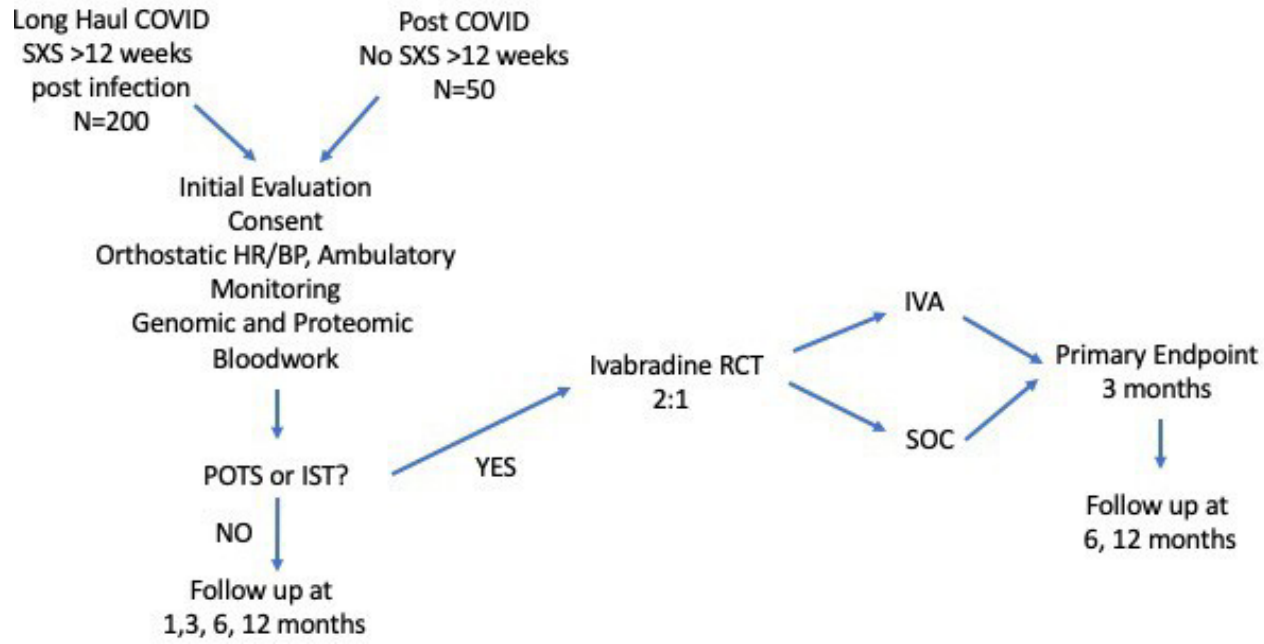 Long Haul COVID
SXS >12 weeks
post infection
N=200
Post COVID
No SXS >12 weeks
N=50
Initial Evaluation
Consent
Orthostatic HR/BP, Ambulatory
Monitoring
Genomic and Proteomic
Bloodwork
POTS or IST?
YES
NO
Follow up at
1,3, 6, 12 months
Ivabradine RCT
2:1
IVA
SOC
Primary Endpoint
3 months
Follow up at
6, 12 months